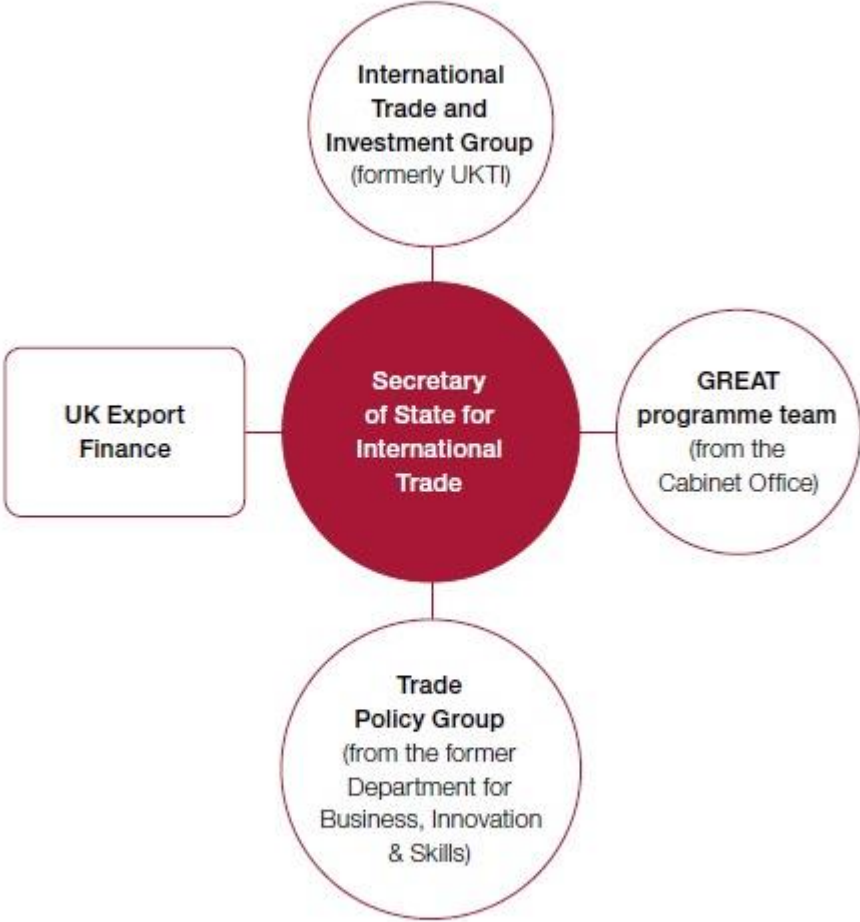 International
Trade and
Investment Group
(formerly UKTI)
UK Export
Finance
Secretary
of State for
International
Trade
GREAT
programme team
(from the
Cabinet Office)
Trade
Policy Group
(from the former
Department for
Business, Innovation
& Skills)